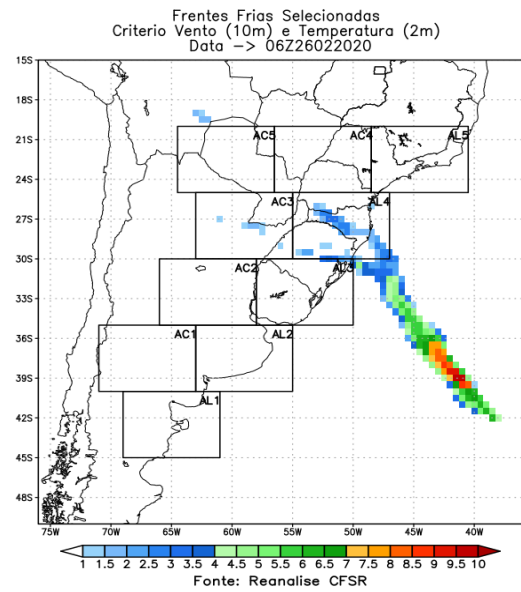 Frentes Frias Selecionadas
Criterio Vento (10m) e Temperatura (2m)
Data -> 06Z26022020
15S
18S
21S
24S
27S
30S
33S
36S
39S
42S
45S
48S
AC5 AC4 AL5
AC3 AL4
AC2 AL3
AC1 AL2
AL1
75W 70W 65W 60W 55W 50W 45W 40W
1 1.5 2 2.5 3 3.5 4 4.5 5 5.5 6 6.5 7 7.5 8 8.5 9 9.5 10
Fonte: Reanalise CFSR